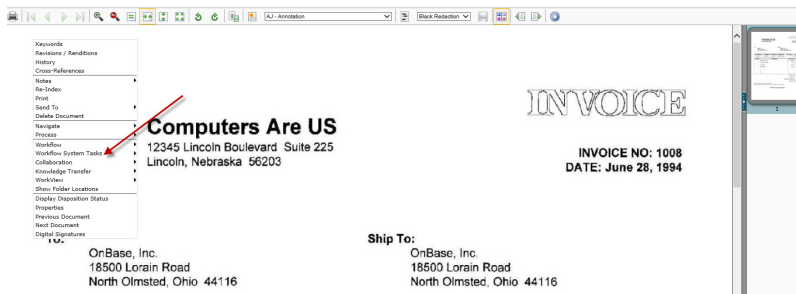 AJ - Annotation
Black Redaction
Keywords
Revisions / Renditions
History
Cross-References
Notes
Re-Index
Print
Send To
Delete Document
Navigate
Process
Workflow
Workflow System Tasks
Collaboration
Knowledge Transfer
WorkView
Show Folder Locations
Display Disposition Status
Properties
Previous Document
Next Document
Digital Signatures
INVOICE
Computers Are US
12345 Lincoln Boulevard Suite 225
Lincoln, Nebraska 56203
INVOICE NO: 1008
DATE: June 28, 1994
To:
OnBase, Inc.
18500 Lorain Road
North Olmsted, Ohio 44116
Ship To:
OnBase, Inc.
18500 Lorain Road
North Olmsted, Ohio 44116
1